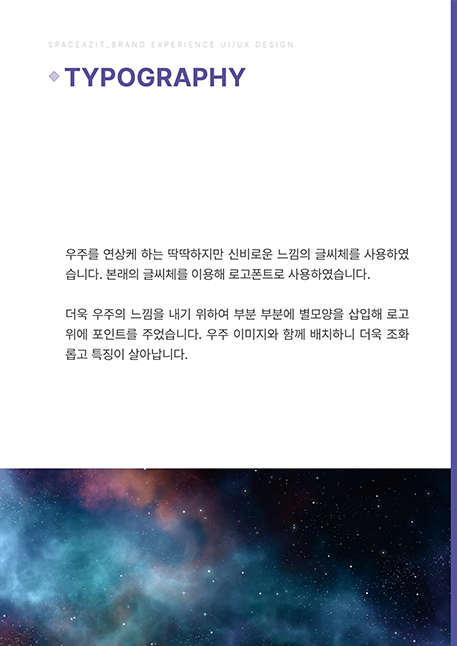 SPACEAZIT_BRAND EXPERIENCE UI/UX DESIGN
TYPOGRAPHY
우주를 연상케 하는 딱딱하지만 신비로운 느낌의 글씨체를 사용하였
습니다. 본래의 글씨체를 이용해 로고폰트로 사용하였습니다.
더욱 우주의 느낌을 내기 위하여 부분 부분에 별모양을 삽입해 로고
위에 포인트를 주었습니다. 우주 이미지와 함께 배치하니 더욱 조화
롭고 특징이 살아납니다.